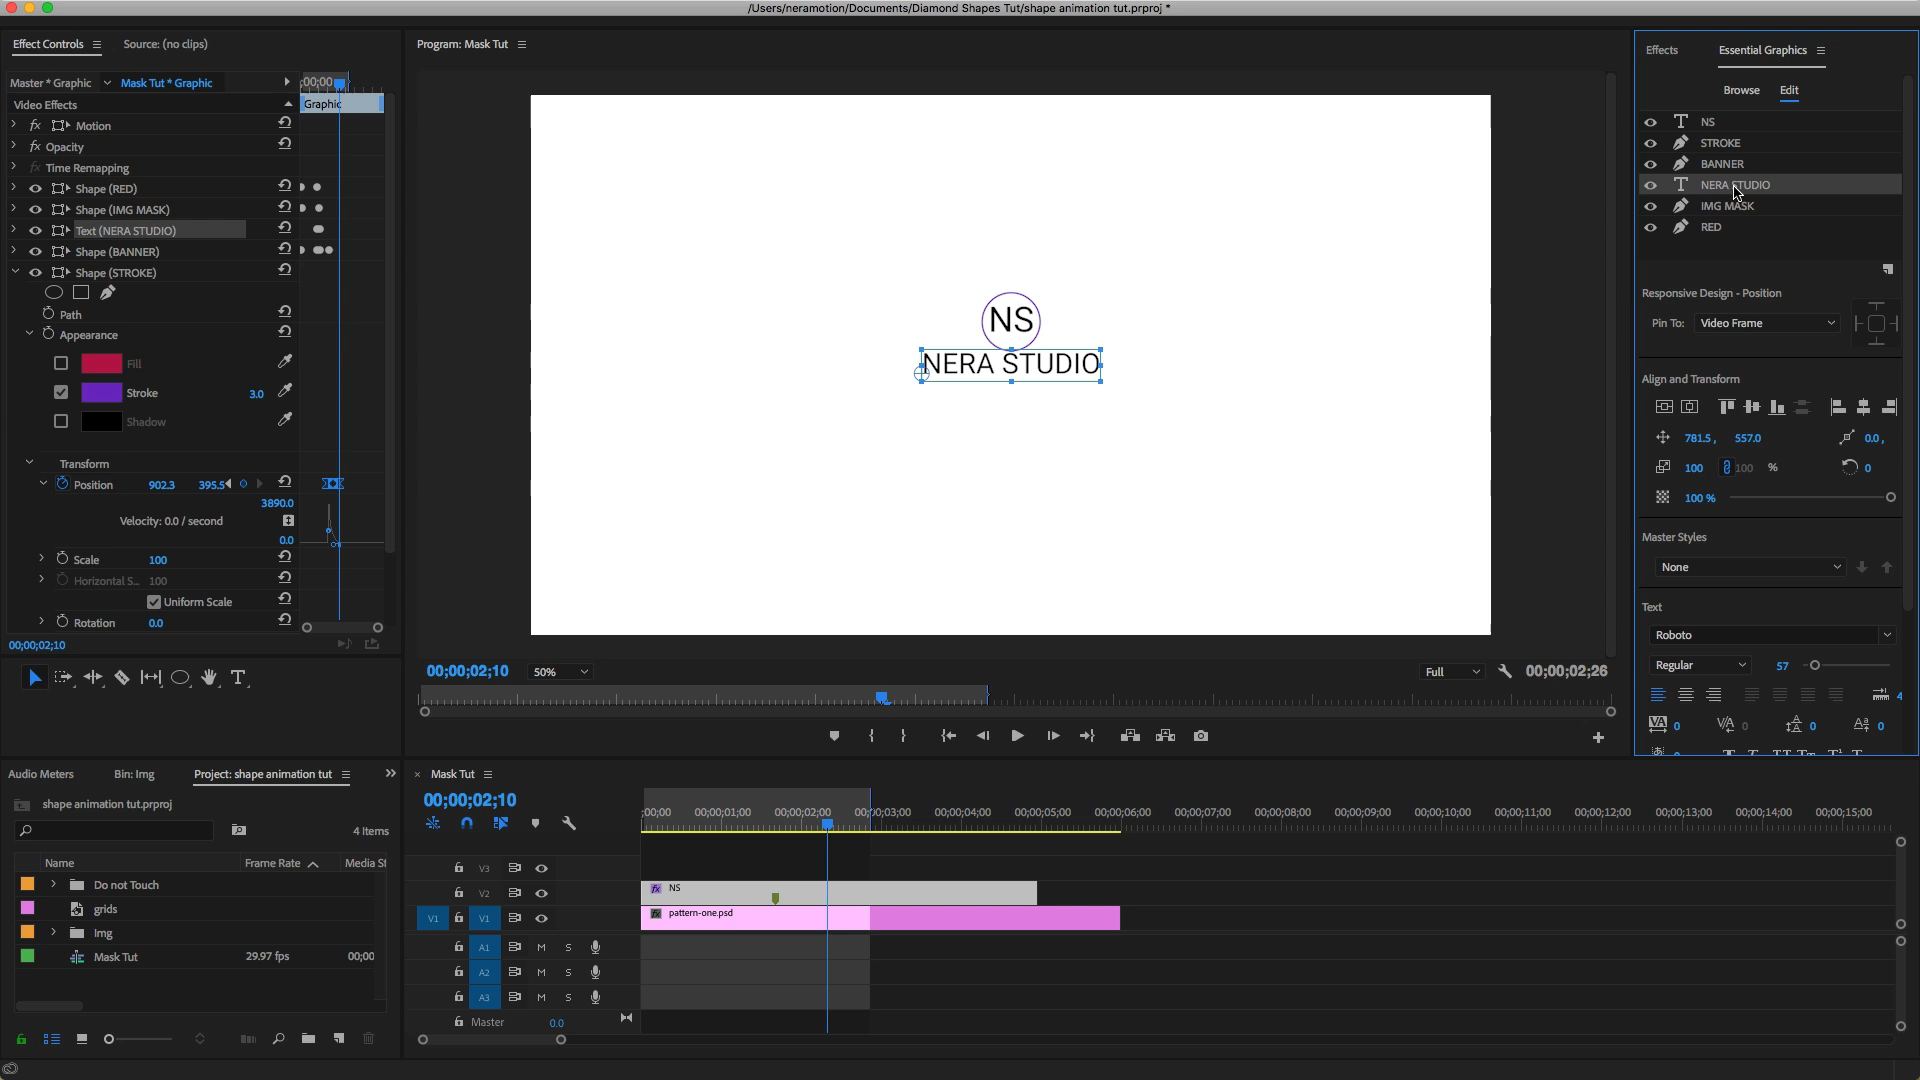 /Users/neramotion/Documents/Diamond Shapes Tut/shape animation tut.prproj *
Effect Controls
Source: (no clips)
Master * Graphic
Mask Tut * Graphic
;00;00
Video Effects
Graphic
fx Motion
fx Opacity
fx Time Remapping
Shape (RED)
Shape (IMG MASK)
Text (NERA STUDIO)
Shape (BANNER)
Shape (STROKE)
Path
Appearance
Fill
Stroke 3.0
Shadow
Transform
Position 902.3 395.5
3890.0
Velocity: 0.0 / second
0.0
Scale 100
Horizontal S... 100
Uniform Scale
Rotation 0.0
00;00;02;10
T
Program: Mask Tut
NS
NERA STUDIO
00;00;02;10
50%
Full
00;00;02;26
Effects
Essential Graphics
Browse
Edit
T NS
STROKE
BANNER
T NERA STUDIO
IMG MASK
RED
Responsive Design - Position
Pin To: Video Frame
Align and Transform
781.5 , 557.0
0.0 ,
100 100 %
0
100 %
Master Styles
None
Text
Roboto
Regular
57
4
VA 0
V/A 0
0
0
Audio Meters
Bin: Img
Project: shape animation tut
shape animation tut.prproj
4 Items
Name
Frame Rate
Media St
Do not Touch
grids
Img
Mask Tut
29.97 fps
00;00
× Mask Tut
00;00;02;10
;00;00
00;00;01;00
00;00;02;00
00;00;03;00
00;00;04;00
00;00;05;00
00;00;06;00
00;00;07;00
00;00;08;00
00;00;09;00
00;00;10;00
00;00;11;00
00;00;12;00
00;00;13;00
00;00;14;00
00;00;15;00
V3
V2
fx NS
V1
V1
fx pattern-one.psd
A1 M S
A2 M S
A3 M S
Master 0.0